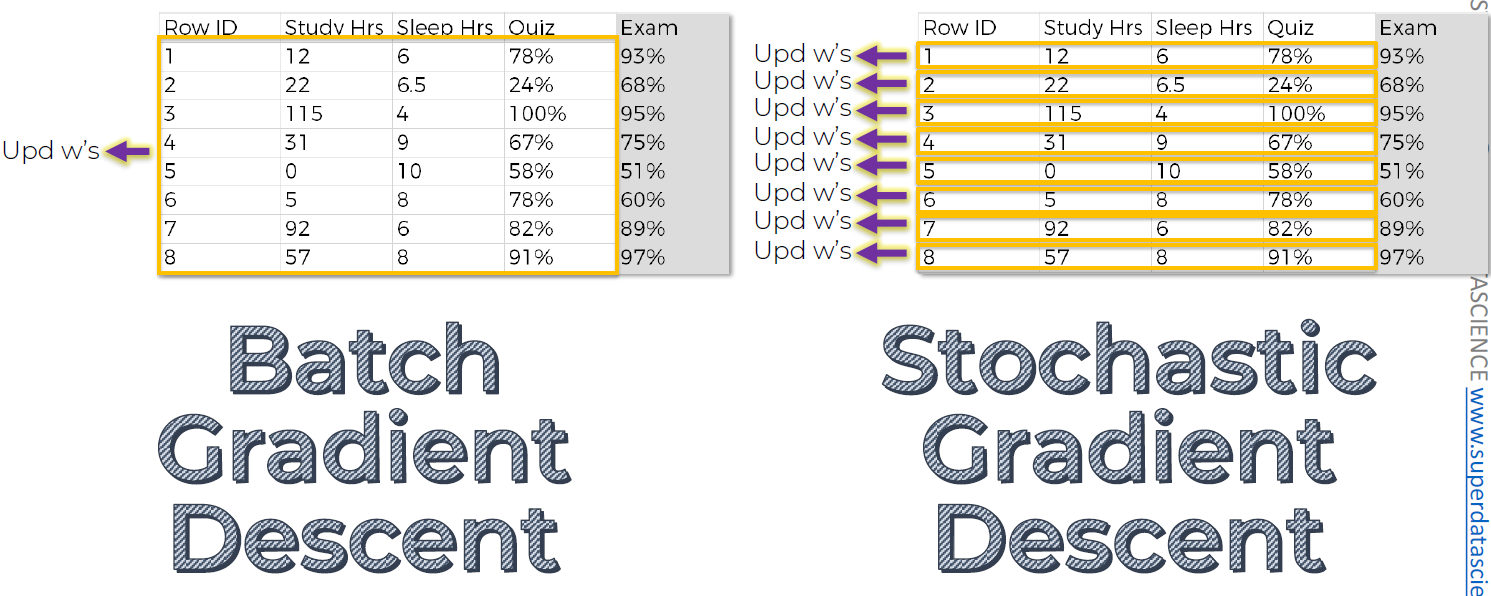 Row ID Study Hrs Sleep Hrs Quiz Exam
1 12 6 78% 93%
2 22 6.5 24% 68%
3 115 4 100% 95%
4 31 9 67% 75%
5 0 10 58% 51%
6 5 8 78% 60%
7 92 6 82% 89%
8 57 8 91% 97%
Upd w's
Batch
Gradient
Descent
Row ID Study Hrs Sleep Hrs Quiz Exam
Upd w's 1 12 6 78% 93%
Upd w's 2 22 6.5 24% 68%
Upd w's 3 115 4 100% 95%
Upd w's 4 31 9 67% 75%
Upd w's 5 0 10 58% 51%
Upd w's 6 5 8 78% 60%
Upd w's 7 92 6 82% 89%
Upd w's 8 57 8 91% 97%
Stochastic
Gradient
Descent
ASCIENCE www.superdatascie